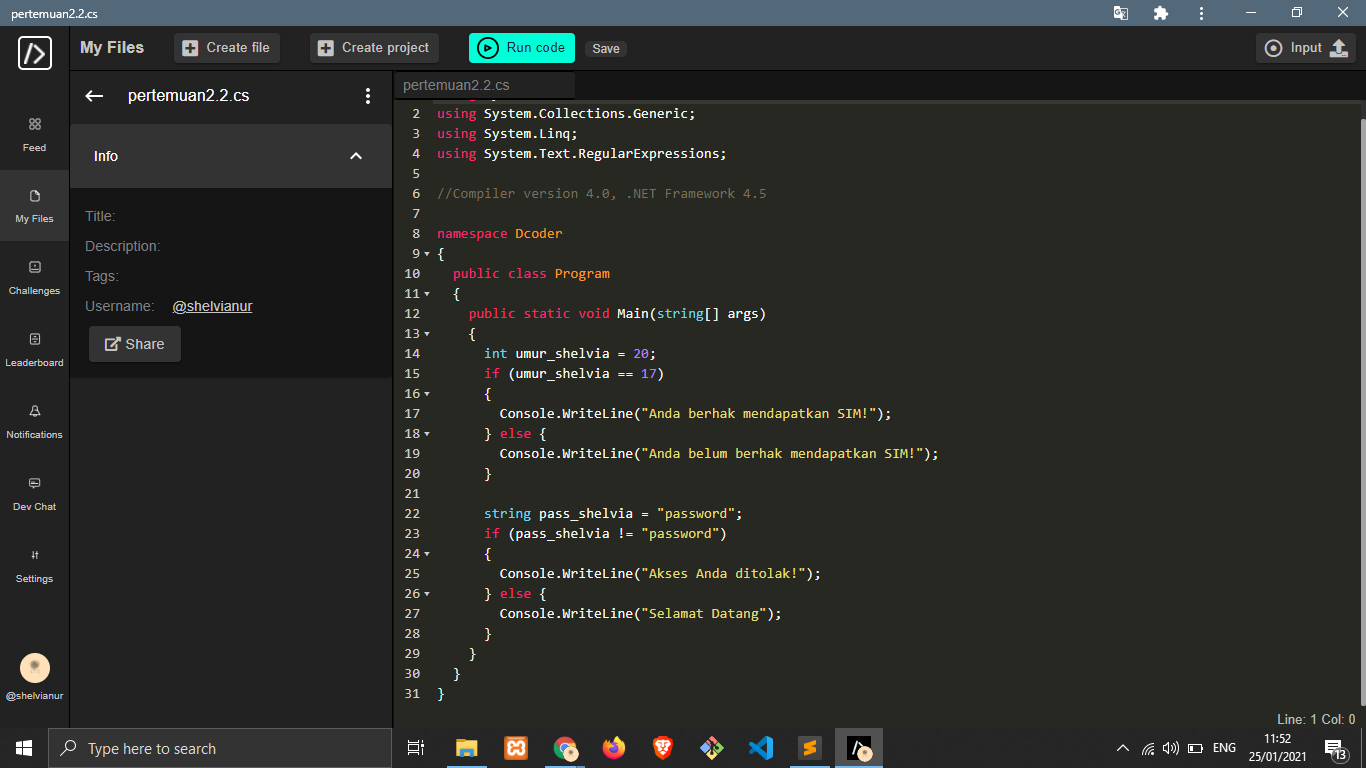 pertemuan2.2.cs
My Files
Create file
Create project
Run code
Save
Input
Feed
My Files
Challenges
Leaderboard
Notifications
Dev Chat
Settings
@shelvianur
pertemuan2.2.cs
Info
Title:
Description:
Tags:
Username: @shelvianur
Share
pertemuan2.2.cs
2 using System.Collections.Generic;
3 using System.Linq;
4 using System.Text.RegularExpressions;
5
6 //Compiler version 4.0, .NET Framework 4.5
7
8 namespace Dcoder
9 {
10   public class Program
11   {
12     public static void Main(string[] args)
13     {
14       int umur_shelvia = 20;
15       if (umur_shelvia == 17)
16       {
17         Console.WriteLine("Anda berhak mendapatkan SIM!");
18       } else {
19         Console.WriteLine("Anda belum berhak mendapatkan SIM!");
20       }
21
22       string pass_shelvia = "password";
23       if (pass_shelvia != "password")
24       {
25         Console.WriteLine("Akses Anda ditolak!");
26       } else {
27         Console.WriteLine("Selamat Datang");
28       }
29     }
30   }
31 }
Line: 1 Col: 0
Type here to search
ENG
11:52
25/01/2021
13